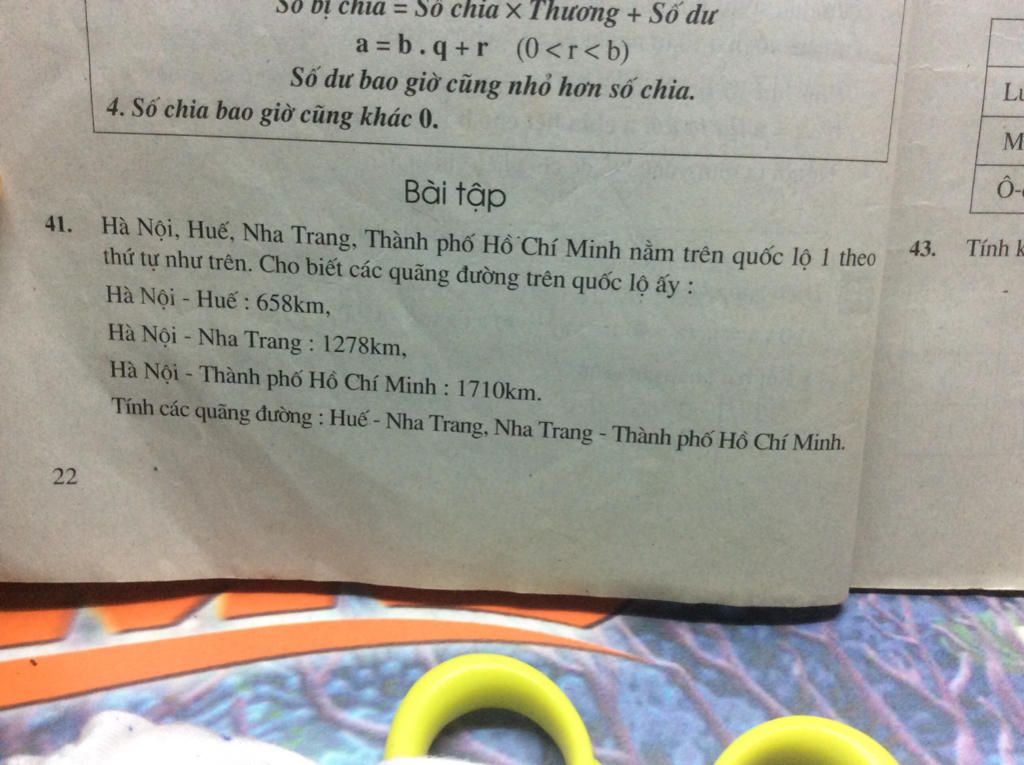 Số bị chia = Số chia × Thương + Số dư
a = b . q + r (0 < r < b)
Số dư bao giờ cũng nhỏ hơn số chia.
4. Số chia bao giờ cũng khác 0.
Bài tập
41. Hà Nội, Huế, Nha Trang, Thành phố Hồ Chí Minh nằm trên quốc lộ 1 theo
thứ tự như trên. Cho biết các quãng đường trên quốc lộ ấy :
Hà Nội - Huế : 658km,
Hà Nội - Nha Trang : 1278km,
Hà Nội - Thành phố Hồ Chí Minh : 1710km.
Tính các quãng đường : Huế - Nha Trang, Nha Trang - Thành phố Hồ Chí Minh.
22
43. Tính